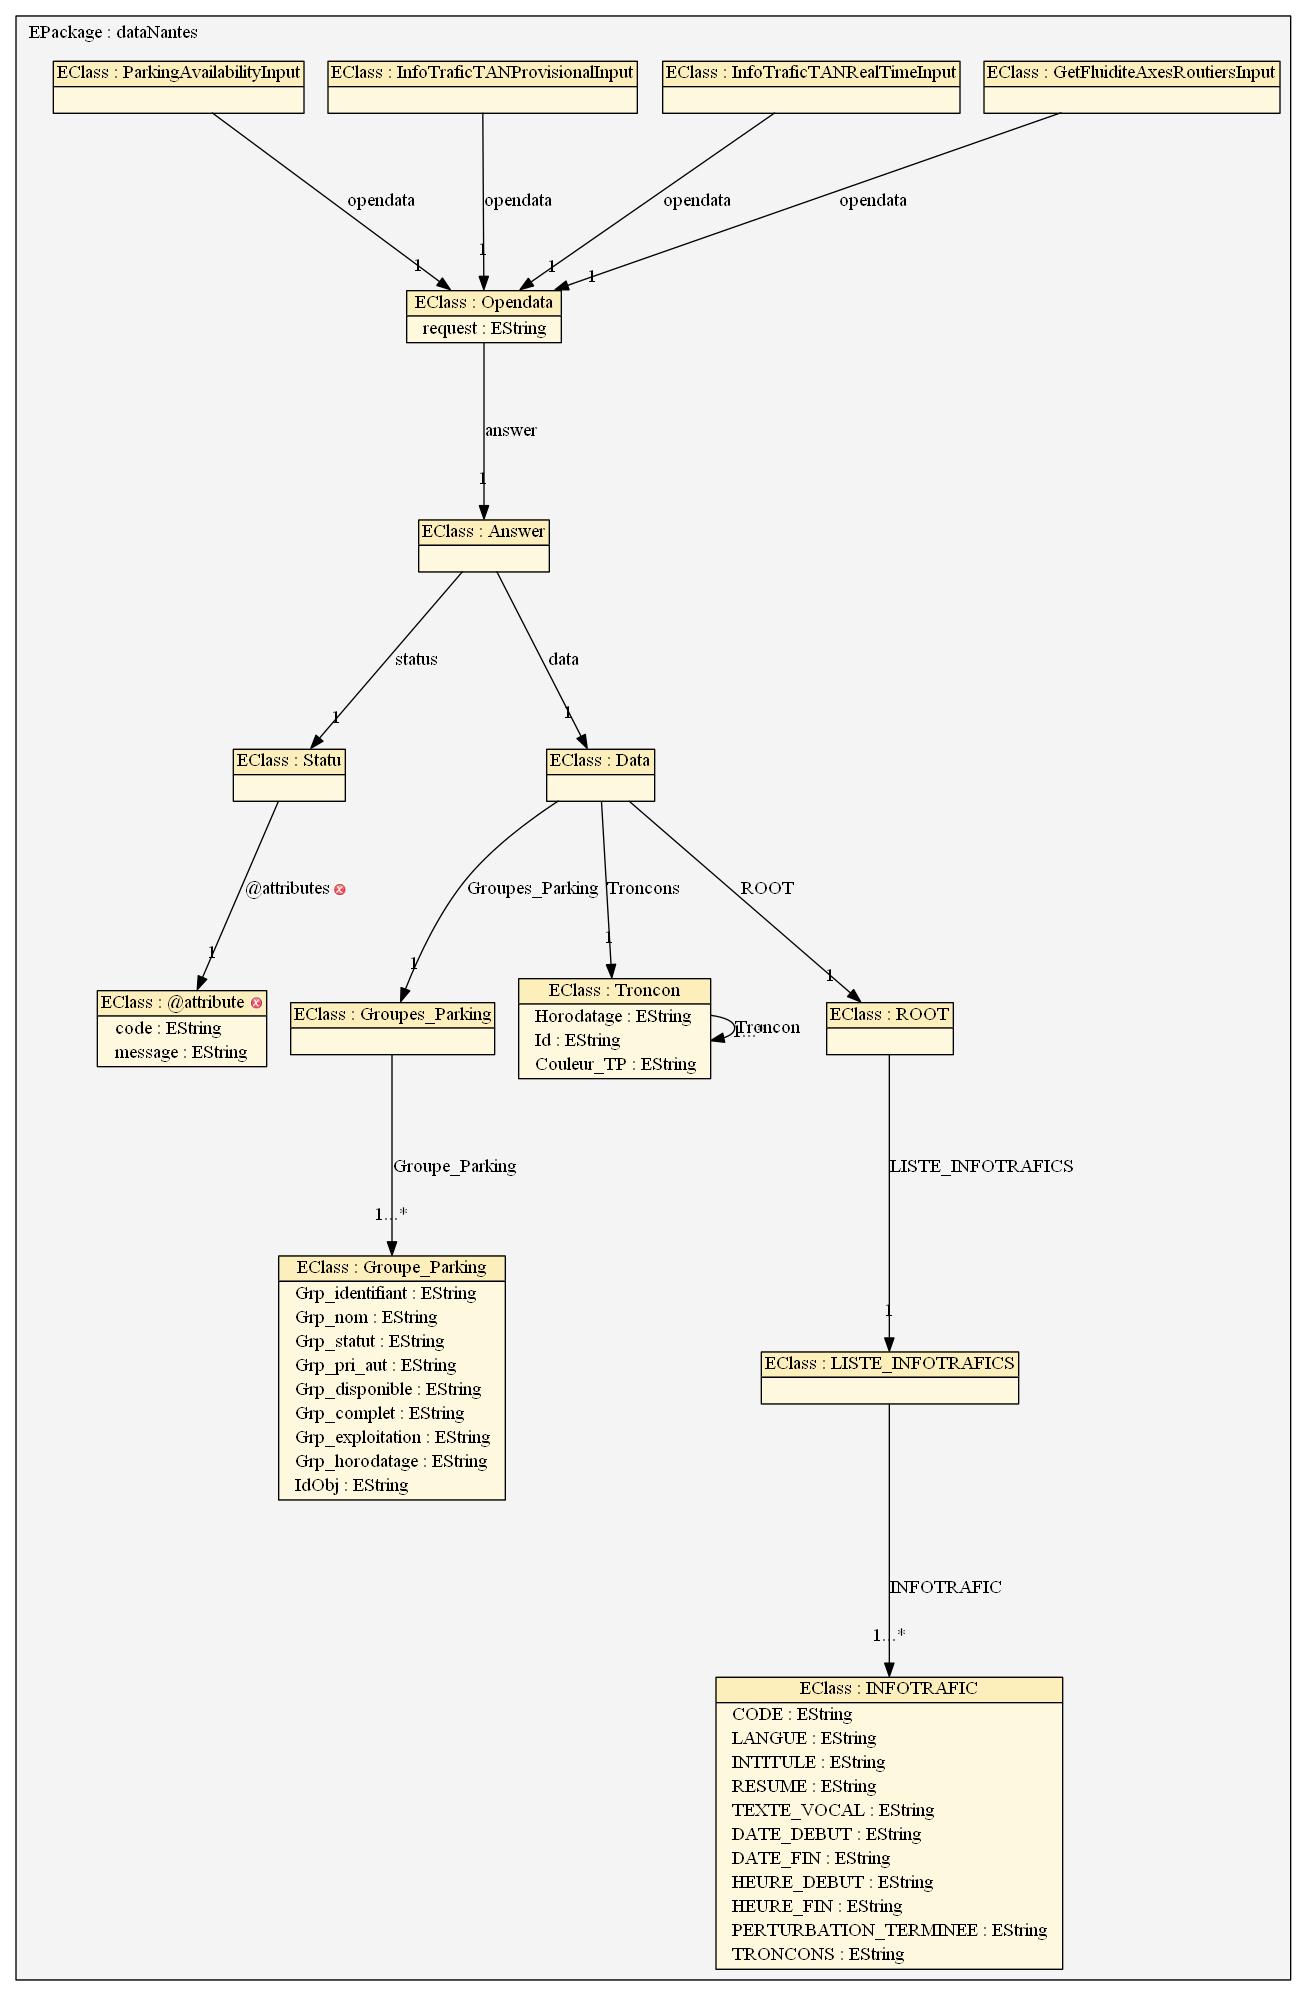 EPackage : dataNantes
EClass : ParkingAvailabilityInput
EClass : InfoTraficTANProvisionalInput
EClass : InfoTraficTANRealTimeInput
EClass : GetFluiditeAxesRoutiersInput
opendata
opendata
opendata
opendata
1
1
1
1
EClass : Opendata
request : EString
answer
1
EClass : Answer
status
data
1
1
EClass : Statu
EClass : Data
@attributes
Groupes_Parking
Troncons
ROOT
1
1
1
1
EClass : @attribute
code : EString
message : EString
EClass : Groupes_Parking
EClass : Troncon
Horodatage : EString
Id : EString
Couleur_TP : EString
Troncon
1...*
EClass : ROOT
Groupe_Parking
LISTE_INFOTRAFICS
1...*
EClass : Groupe_Parking
Grp_identifiant : EString
Grp_nom : EString
Grp_statut : EString
Grp_pri_aut : EString
Grp_disponible : EString
Grp_complet : EString
Grp_exploitation : EString
Grp_horodatage : EString
IdObj : EString
1
EClass : LISTE_INFOTRAFICS
INFOTRAFIC
1...*
EClass : INFOTRAFIC
CODE : EString
LANGUE : EString
INTITULE : EString
RESUME : EString
TEXTE_VOCAL : EString
DATE_DEBUT : EString
DATE_FIN : EString
HEURE_DEBUT : EString
HEURE_FIN : EString
PERTURBATION_TERMINEE : EString
TRONCONS : EString